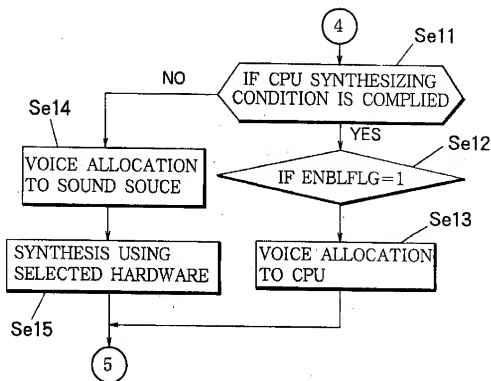 4
Se11
IF CPU SYNTHESIZING
CONDITION IS COMPLIED
NO
YES
Se14
VOICE ALLOCATION
TO SOUND SOUCE
Se12
IF ENBLFLG=1
Se13
VOICE ALLOCATION
TO CPU
SYNTHESIS USING
SELECTED HARDWARE
Se15
5